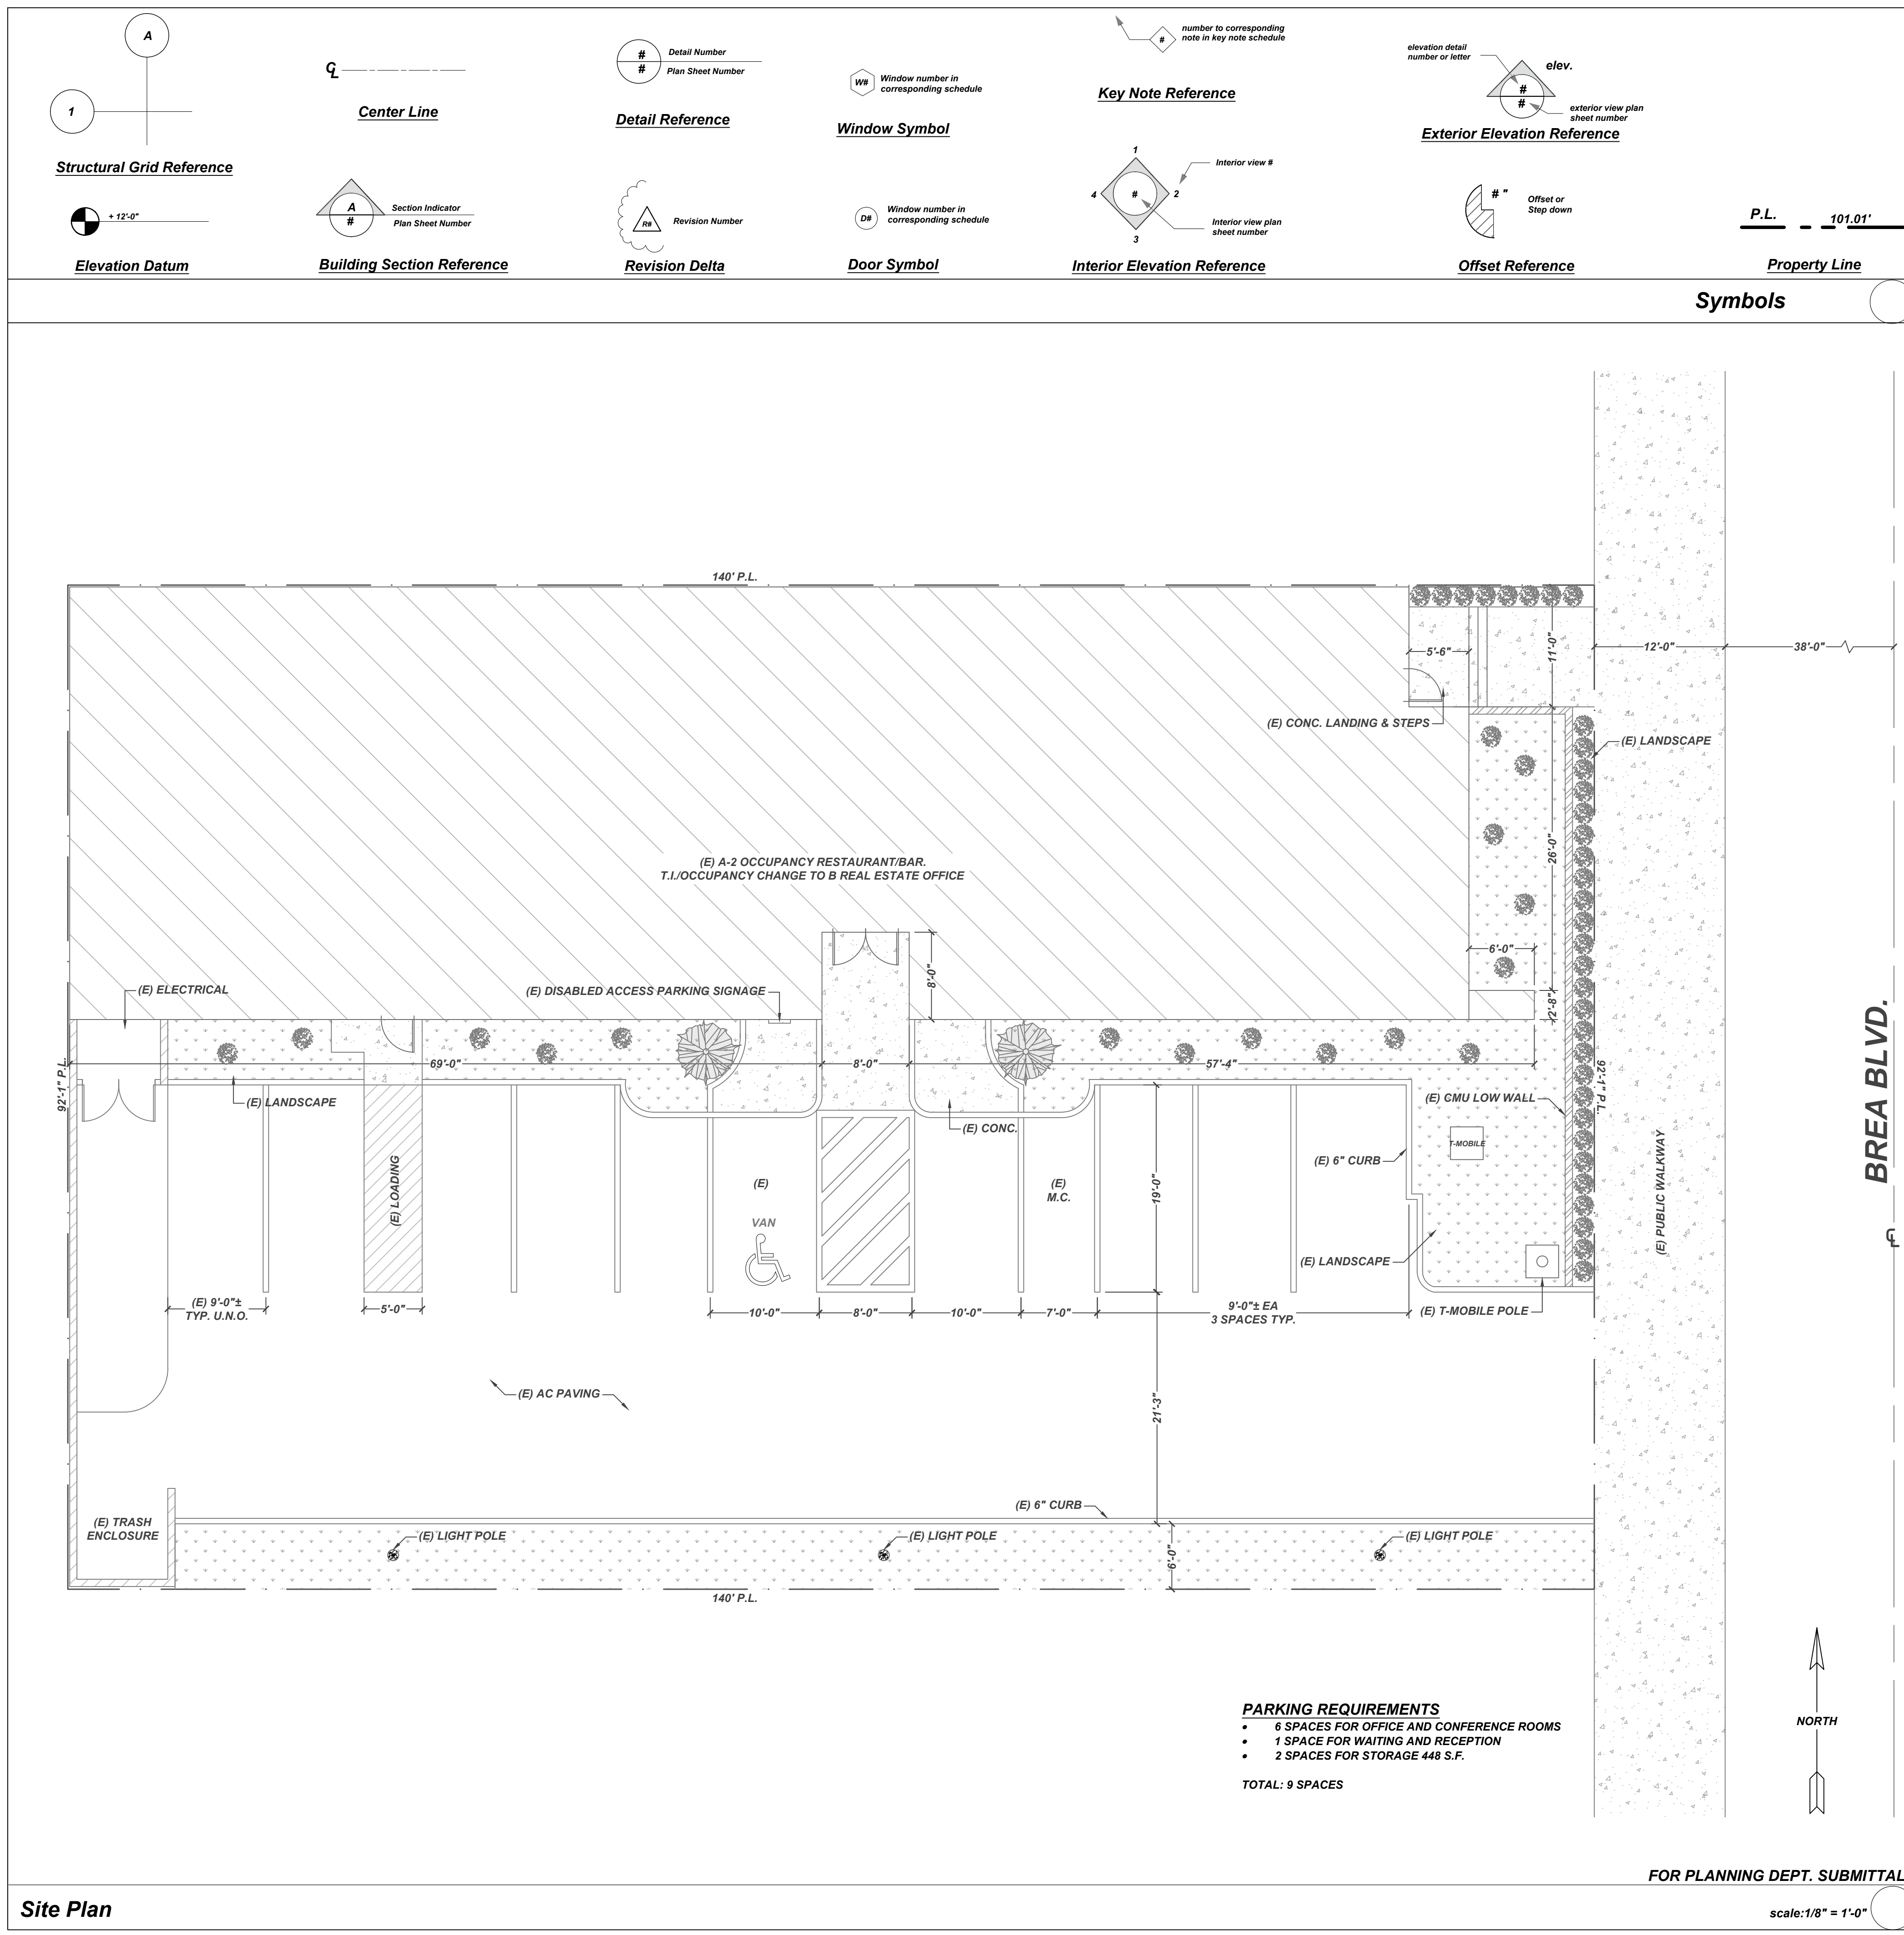 A
1
Structural Grid Reference
+ 12'-0"
Elevation Datum
C L
Center Line
A
#
Section Indicator
Plan Sheet Number
Building Section Reference
#
#
Detail Number
Plan Sheet Number
Detail Reference
R#
Revision Number
Revision Delta
W#
Window number in
corresponding schedule
Window Symbol
D#
Window number in
corresponding schedule
Door Symbol
#
number to corresponding
note in key note schedule
Key Note Reference
1
4
#
2
3
Interior view #
Interior view plan
sheet number
Interior Elevation Reference
elevation detail
number or letter
elev.
#
#
exterior view plan
sheet number
Exterior Elevation Reference
# "
Offset or
Step down
Offset Reference
P.L.
101.01'
Property Line
Symbols
140' P.L.
5'-6"
11'-0"
12'-0"
38'-0"
(E) CONC. LANDING & STEPS
(E) LANDSCAPE
(E) A-2 OCCUPANCY RESTAURANT/BAR.
T.I./OCCUPANCY CHANGE TO B REAL ESTATE OFFICE
26'-0"
6'-0"
8'-0"
2'-8"
(E) ELECTRICAL
(E) DISABLED ACCESS PARKING SIGNAGE
69'-0"
8'-0"
57'-4"
92'-1" P.L.
92'-1" P.L.
BREA BLVD.
(E) LANDSCAPE
(E) CMU LOW WALL
(E) CONC.
T-MOBILE
(E) 6" CURB
(E) LOADING
(E)
VAN
(E)
M.C.
19'-0"
(E) PUBLIC WALKWAY
C L
(E) LANDSCAPE
(E) 9'-0"±
TYP. U.N.O.
5'-0"
10'-0"
8'-0"
10'-0"
7'-0"
9'-0"± EA
3 SPACES TYP.
(E) T-MOBILE POLE
(E) AC PAVING
21'-3"
(E) 6" CURB
(E) TRASH
ENCLOSURE
(E) LIGHT POLE
(E) LIGHT POLE
(E) LIGHT POLE
6'-0"
140' P.L.
PARKING REQUIREMENTS
• 6 SPACES FOR OFFICE AND CONFERENCE ROOMS
• 1 SPACE FOR WAITING AND RECEPTION
• 2 SPACES FOR STORAGE 448 S.F.
TOTAL: 9 SPACES
NORTH
FOR PLANNING DEPT. SUBMITTAL
Site Plan
scale:1/8" = 1'-0"